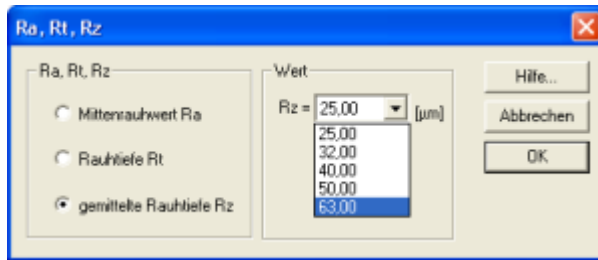 Ra, Rt, Rz
Ra, Rt, Rz
Mittenrauhwert Ra
Rauhtiefe Rt
gemittelte Rauhtiefe Rz
Wert
Rz = 25,00 [µm]
25,00
32,00
40,00
50,00
63,00
Hilfe...
Abbrechen
OK